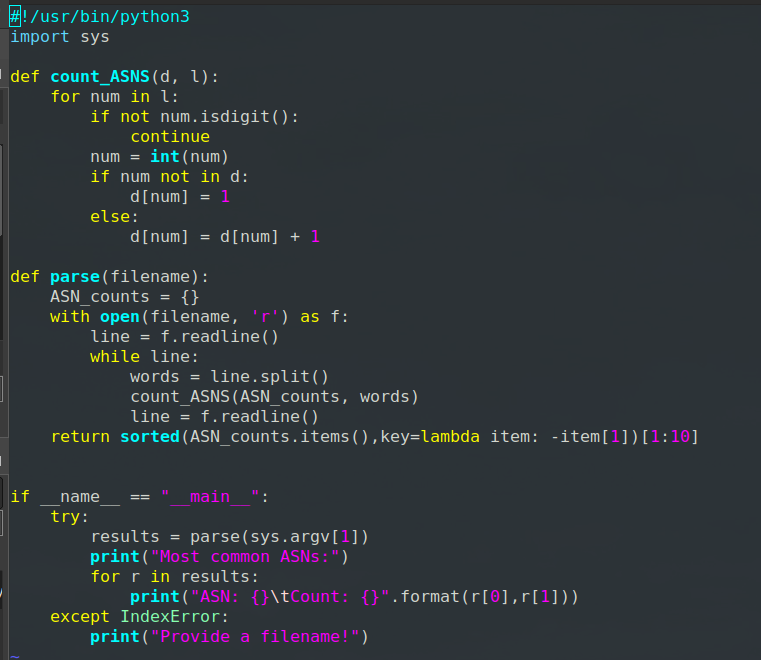 #!/usr/bin/python3
import sys

def count_ASNS(d, l):
    for num in l:
        if not num.isdigit():
            continue
        num = int(num)
        if num not in d:
            d[num] = 1
        else:
            d[num] = d[num] + 1

def parse(filename):
    ASN_counts = {}
    with open(filename, 'r') as f:
        line = f.readline()
        while line:
            words = line.split()
            count_ASNS(ASN_counts, words)
            line = f.readline()
    return sorted(ASN_counts.items(),key=lambda item: -item[1])[1:10]


if __name__ == "__main__":
    try:
        results = parse(sys.argv[1])
        print("Most common ASNs:")
        for r in results:
            print("ASN: {}\tCount: {}".format(r[0],r[1]))
    except IndexError:
        print("Provide a filename!")
~